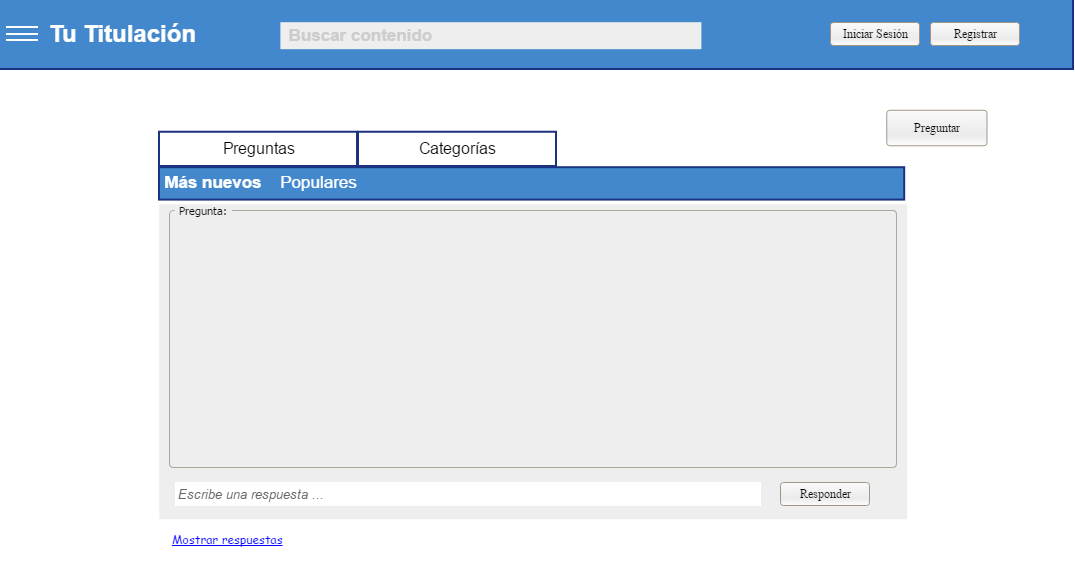 Tu Titulación
Buscar contenido
Iniciar Sesión
Registrar
Preguntar
Preguntas
Categorías
Más nuevos
Populares
Pregunta:
Escribe una respuesta ...
Responder
Mostrar respuestas